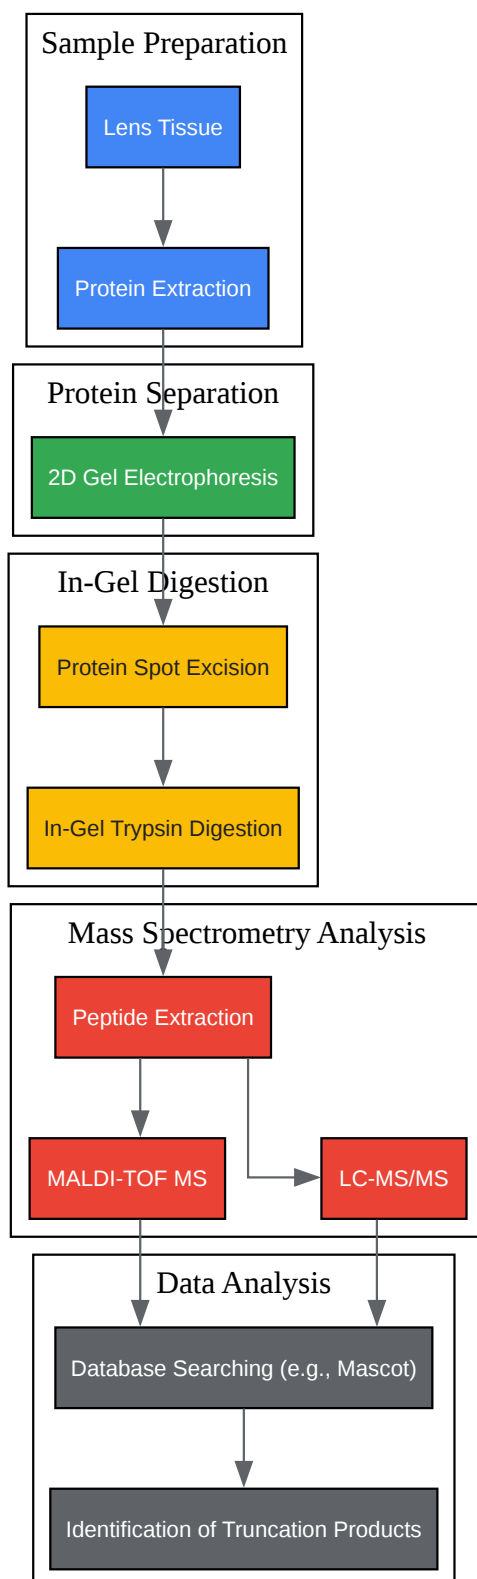 Sample Preparation
Lens Tissue
Protein Extraction
Protein Separation
2D Gel Electrophoresis
In-Gel Digestion
Protein Spot Excision
In-Gel Trypsin Digestion
Mass Spectrometry Analysis
Peptide Extraction
MALDI-TOF MS
LC-MS/MS
Data Analysis
Database Searching (e.g., Mascot)
Identification of Truncation Products